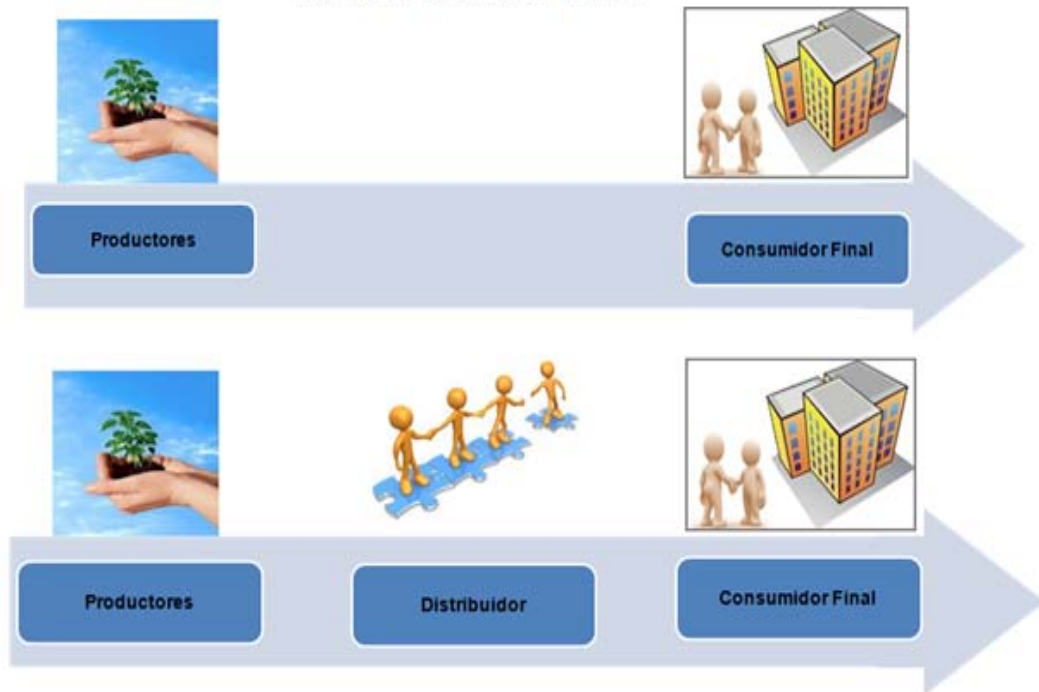 Productores
Consumidor Final
Productores
Distribuidor
Consumidor Final